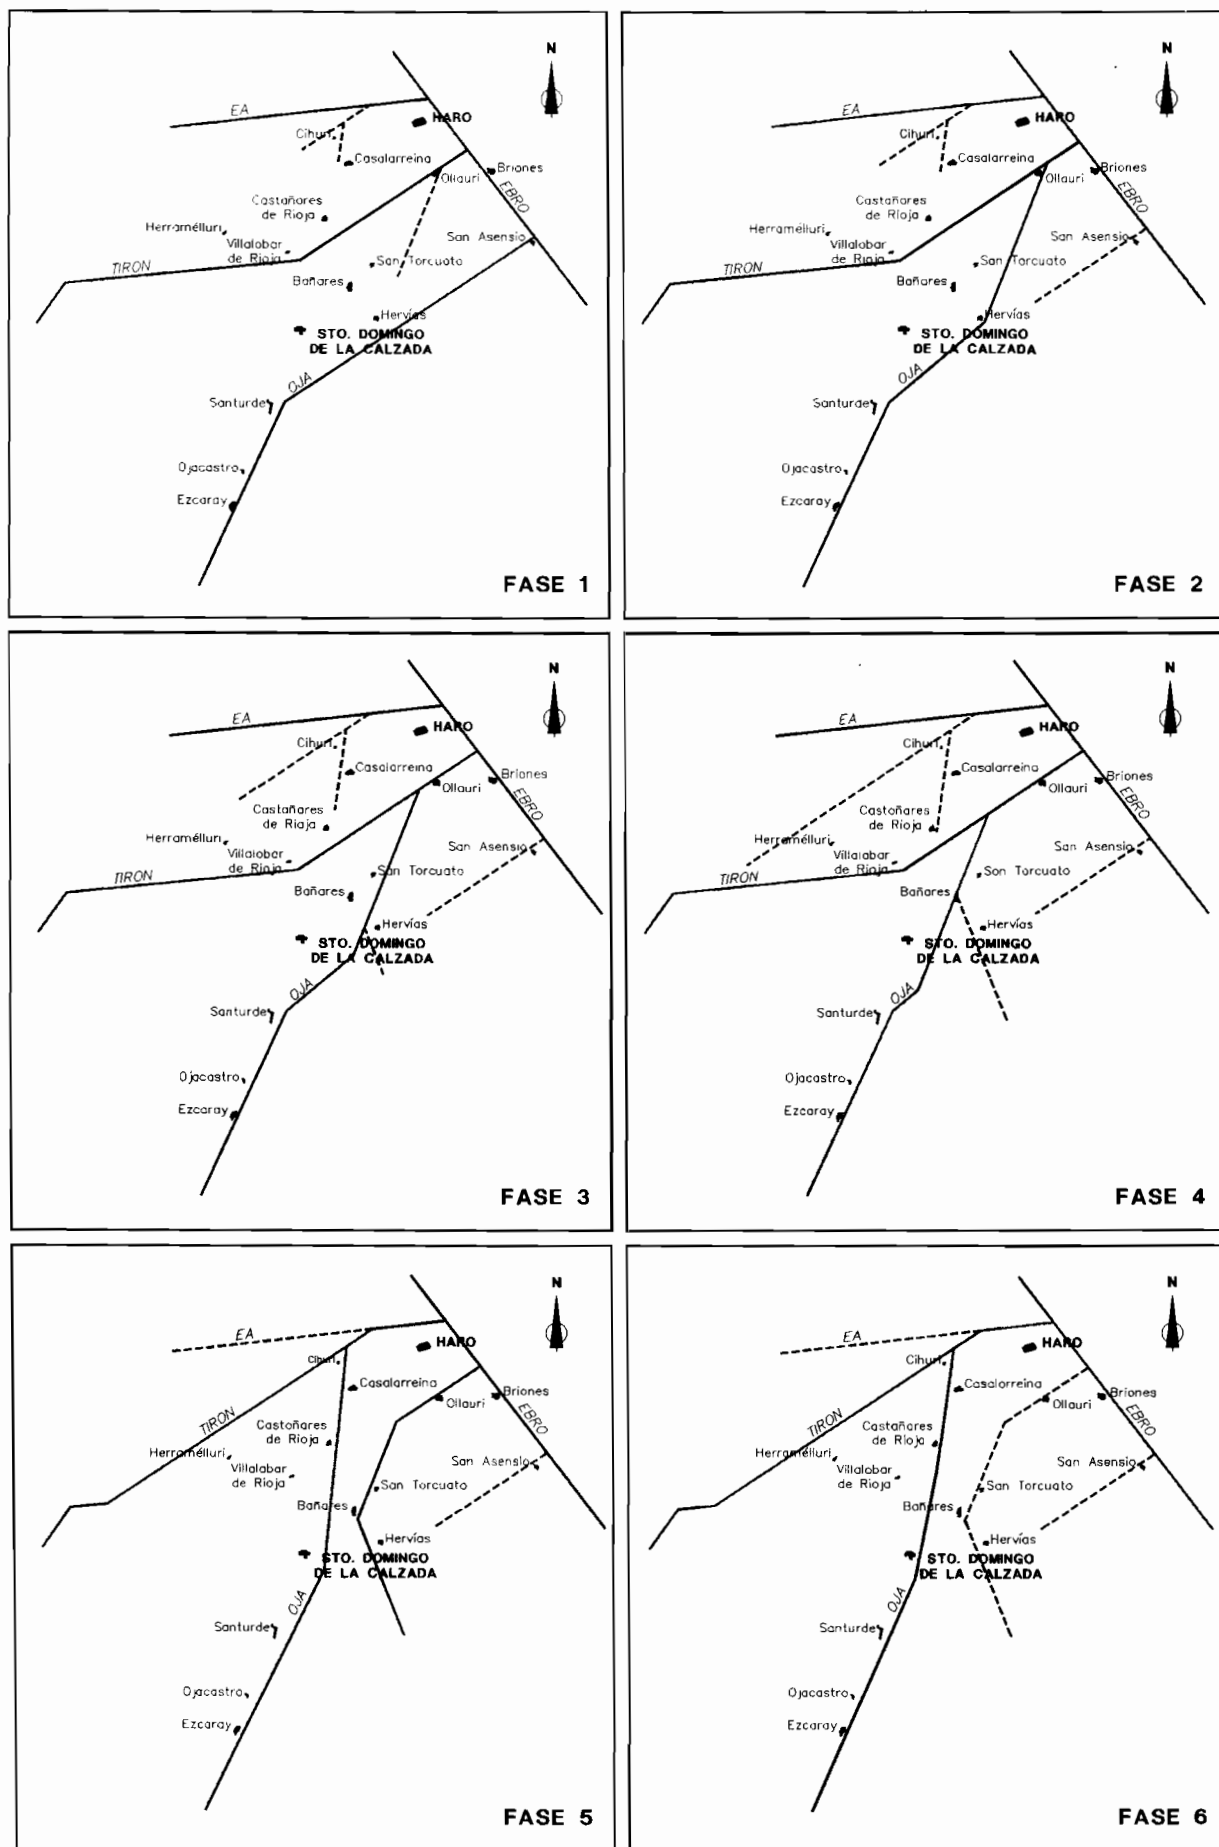 N
EA
HARO
Cihuri
Casalarreina
Ollauri
Briones
EBRO
Castañares
de Rioja
Herramélluri
Villalobar
de Rioja
San Asensio
TIRON
San Torcuato
Bañares
Hervías
STO. DOMINGO
DE LA CALZADA
OJA
Santurde
Ojacastro
Ezcaray
FASE 1
N
EA
HARO
Cihuri
Casalarreina
Ollauri
Briones
EBRO
Castañares
de Rioja
Herramélluri
Villalobar
de Rioja
San Asensio
TIRON
San Torcuato
Bañares
Hervías
STO. DOMINGO
DE LA CALZADA
OJA
Santurde
Ojacastro
Ezcaray
FASE 2
N
EA
HARO
Cihuri
Casalarreina
Ollauri
Briones
EBRO
Castañares
de Rioja
Herramélluri
Villalobar
de Rioja
San Asensio
TIRON
San Torcuato
Bañares
Hervías
STO. DOMINGO
DE LA CALZADA
OJA
Santurde
Ojacastro
Ezcaray
FASE 3
N
EA
HARO
Cihuri
Casalarreina
Ollauri
Briones
EBRO
Castoñares
de Rioja
Herramélluri
Villalobar
de Rioja
San Asensio
TIRON
San Torcuato
Bañares
Hervías
STO. DOMINGO
DE LA CALZADA
OJA
Santurde
Ojacastro
Ezcaray
FASE 4
N
EA
HARO
Cihuri
Casalarreina
Ollauri
Briones
EBRO
TIRON
Castoñares
de Rioja
Herramélluri
Villalobar
de Rioja
San Asensio
San Torcuato
Bañares
Hervías
STO. DOMINGO
DE LA CALZADA
OJA
Santurde
Ojacastro
Ezcaray
FASE 5
N
EA
HARO
Cihuri
Casalarreina
Ollauri
Briones
EBRO
TIRON
Castañares
de Rioja
Herramélluri
Villalobar
de Rioja
San Asensio
San Torcuato
Bañares
Hervías
STO. DOMINGO
DE LA CALZADA
OJA
Santurde
Ojacastro
Ezcaray
FASE 6